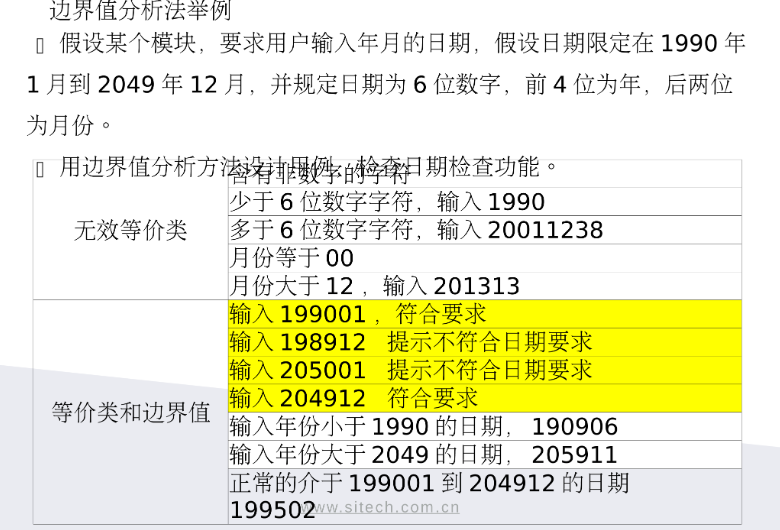 边界值分析法举例
假设某个模块，要求用户输入年月的日期，假设日期限定在 1990 年
1 月到 2049 年 12 月，并规定日期为 6 位数字，前 4 位为年，后两位
为月份。
用边界值分析方法设计用例，检查日期检查功能。
含有非数字的字符
无效等价类
少于 6 位数字字符，输入 1990
多于 6 位数字字符，输入 20011238
月份等于 00
月份大于 12 ，输入 201313
等价类和边界值
输入 199001 ，符合要求
输入 198912 提示不符合日期要求
输入 205001 提示不符合日期要求
输入 204912 符合要求
输入年份小于 1990 的日期， 190906
输入年份大于 2049 的日期， 205911
正常的介于 199001 到 204912 的日期
199502
www.sitech.com.cn